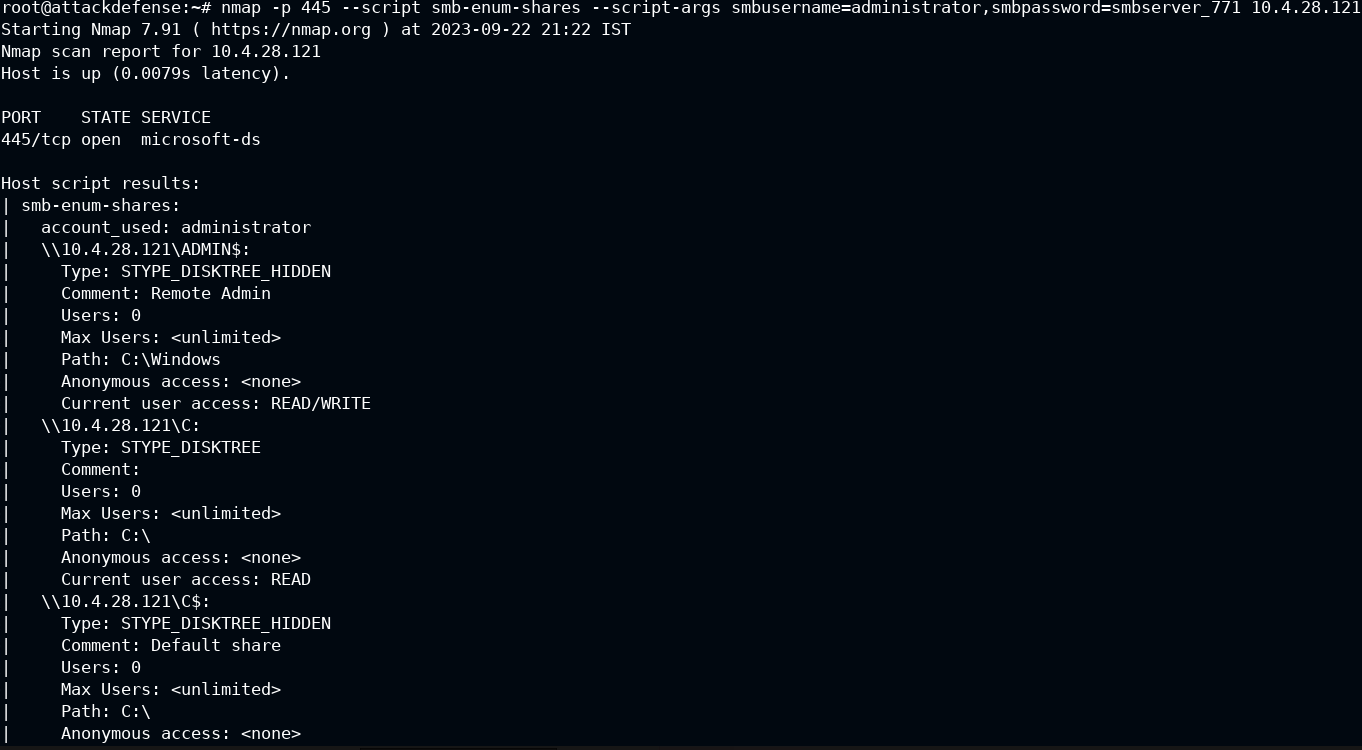 root@attackdefense:~# nmap -p 445 --script smb-enum-shares --script-args smbusername=administrator,smbpassword=smbserver_771 10.4.28.121
Starting Nmap 7.91 ( https://nmap.org ) at 2023-09-22 21:22 IST
Nmap scan report for 10.4.28.121
Host is up (0.0079s latency).
PORT    STATE SERVICE
445/tcp open  microsoft-ds
Host script results:
| smb-enum-shares:
|   account_used: administrator
|   \\10.4.28.121\ADMIN$:
|     Type: STYPE_DISKTREE_HIDDEN
|     Comment: Remote Admin
|     Users: 0
|     Max Users: <unlimited>
|     Path: C:\Windows
|     Anonymous access: <none>
|     Current user access: READ/WRITE
|   \\10.4.28.121\C:
|     Type: STYPE_DISKTREE
|     Comment:
|     Users: 0
|     Max Users: <unlimited>
|     Path: C:\
|     Anonymous access: <none>
|     Current user access: READ
|   \\10.4.28.121\C$:
|     Type: STYPE_DISKTREE_HIDDEN
|     Comment: Default share
|     Users: 0
|     Max Users: <unlimited>
|     Path: C:\
|     Anonymous access: <none>